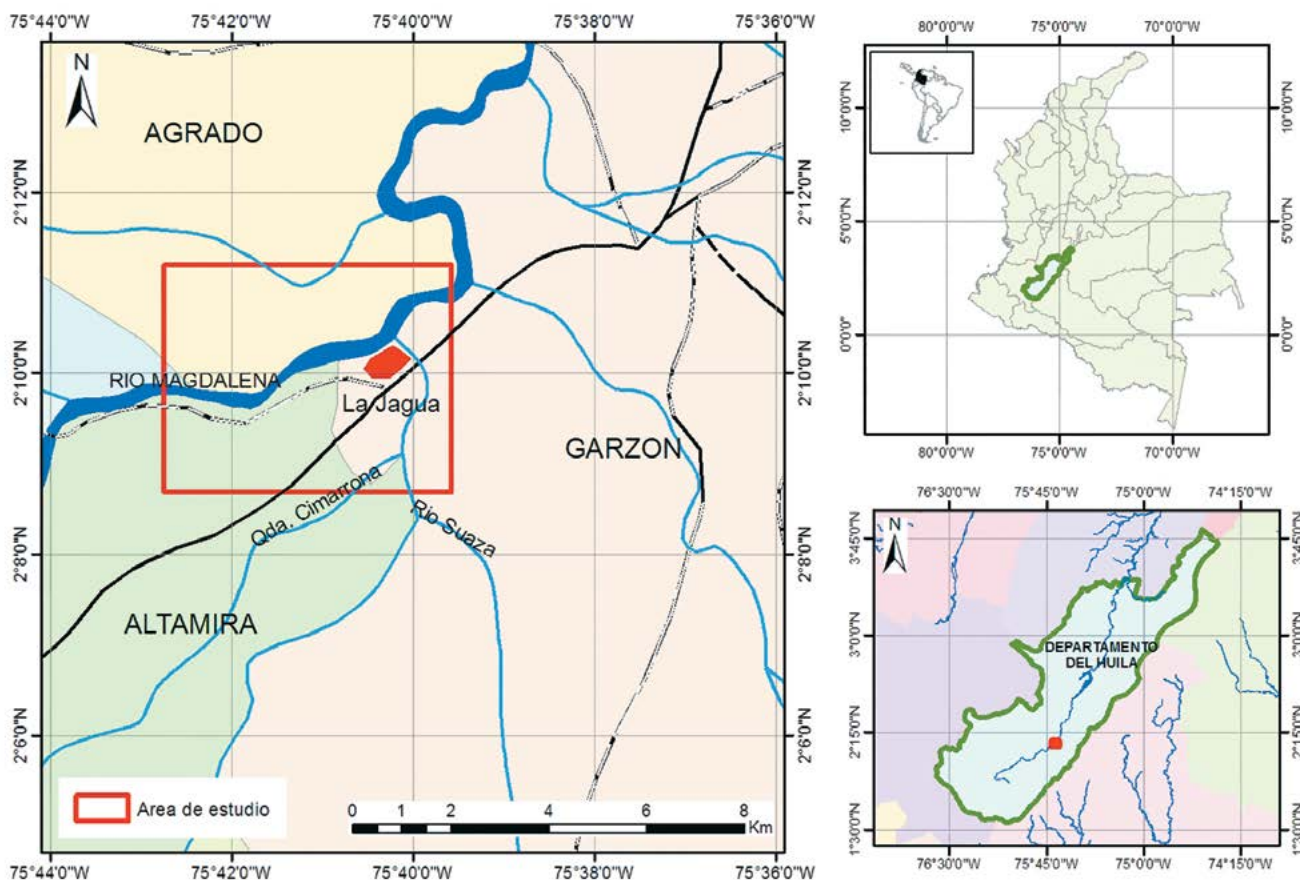 75°44'0"W 75°42'0"W 75°40'0"W 75°38'0"W 75°36'0"W
N
AGRADO
2°12'0"N 2°12'0"N
2°10'0"N 2°10'0"N
RIO MAGDALENA
La Jagua
GARZON
Qda. Cimarrona
Rio Suaza
2°8'0"N 2°8'0"N
ALTAMIRA
2°6'0"N 2°6'0"N
Area de estudio
0 1 2 4 6 8
Km
75°44'0"W 75°42'0"W 75°40'0"W 75°38'0"W 75°36'0"W
80°0'0"W 75°0'0"W 70°0'0"W
10°0'0"N 10°0'0"N
5°0'0"N 5°0'0"N
0°0'0"N 0°0'0"N
80°0'0"W 75°0'0"W 70°0'0"W
76°30'0"W 75°45'0"W 75°0'0"W 74°15'0"W
N
3°45'0"N 3°45'0"N
3°0'0"N 3°0'0"N
DEPARTAMENTO
DEL HUILA
2°15'0"N 2°15'0"N
1°30'0"N 1°30'0"N
76°30'0"W 75°45'0"W 75°0'0"W 74°15'0"W